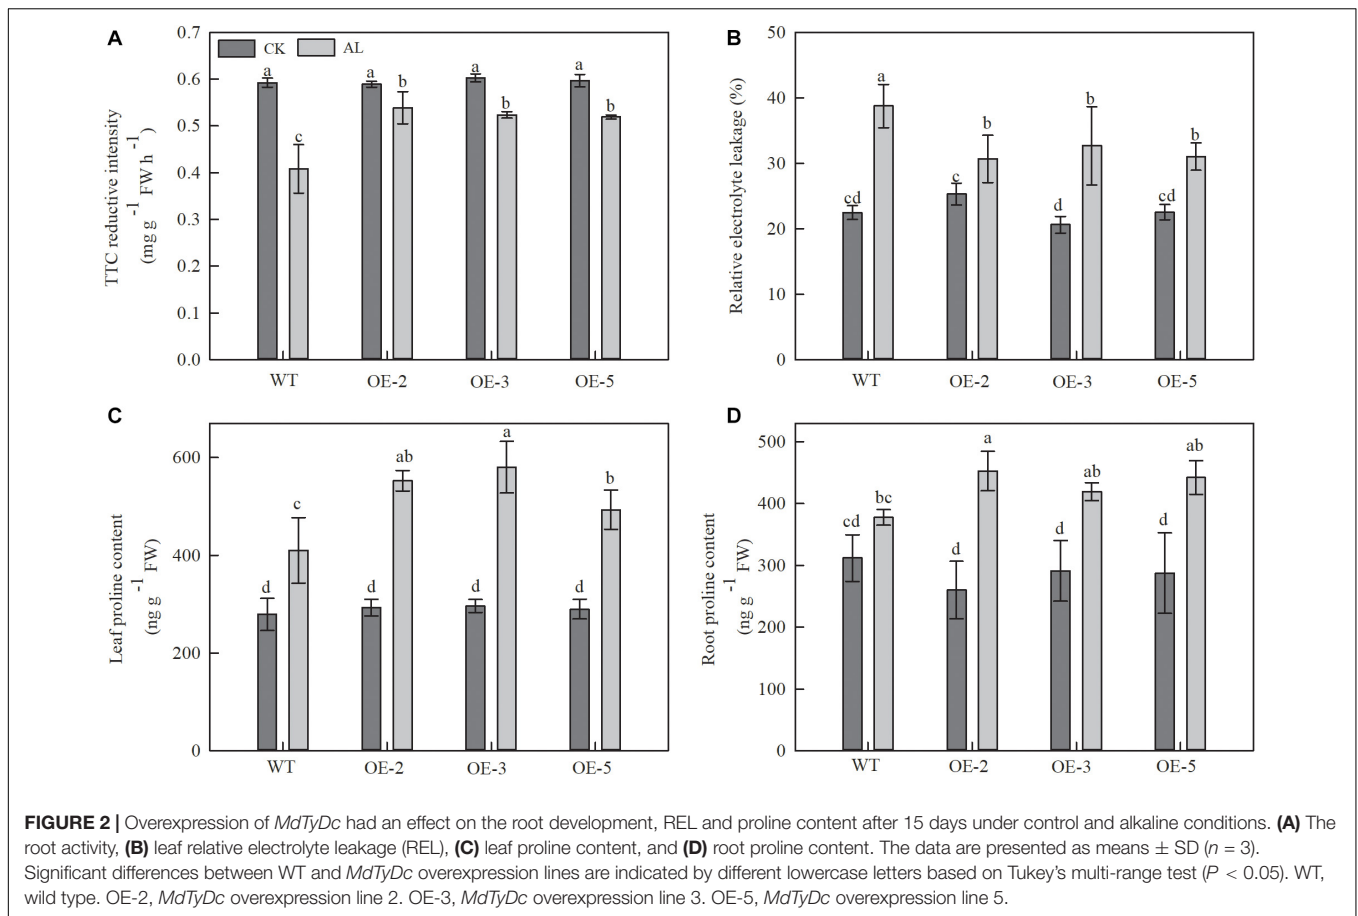 A
TTC reductive intensity
(mg g -1 FW h -1)
0.7
0.6
0.5
0.4
0.3
0.2
0.1
0.0
CK AL
a a a a
c b b b
WT OE-2 OE-3 OE-5
B
Relative electrolyte leakage (%)
50
40
30
20
10
0
cd c d cd
a b b b
WT OE-2 OE-3 OE-5
C
Leaf proline content
(ng g -1 FW)
600
400
200
0
d d d d
c ab a b
WT OE-2 OE-3 OE-5
D
Root proline content
(ng g -1 FW)
500
400
300
200
100
0
cd d d d
bc a ab ab
WT OE-2 OE-3 OE-5
FIGURE 2 | Overexpression of MdTyDc had an effect on the root development, REL and proline content after 15 days under control and alkaline conditions. (A) The
root activity, (B) leaf relative electrolyte leakage (REL), (C) leaf proline content, and (D) root proline content. The data are presented as means ± SD (n = 3).
Significant differences between WT and MdTyDc overexpression lines are indicated by different lowercase letters based on Tukey's multi-range test (P < 0.05). WT,
wild type. OE-2, MdTyDc overexpression line 2. OE-3, MdTyDc overexpression line 3. OE-5, MdTyDc overexpression line 5.